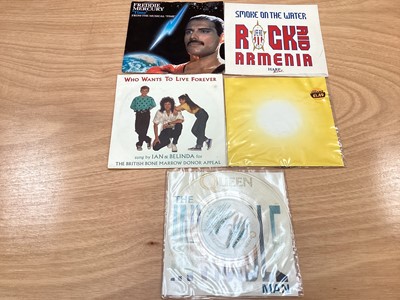 FREDDIE
MERCURY
"Time"
FROM THE MUSICAL "TIME"
SMOKE ON THE WATER
ROCK AID
ARMENIA
WHO WANTS TO LIVE FOREVER
sung by IAN & BELINDA for
THE BRITISH BONE MARROW DONOR APPEAL
QUEEN
THE
MAN